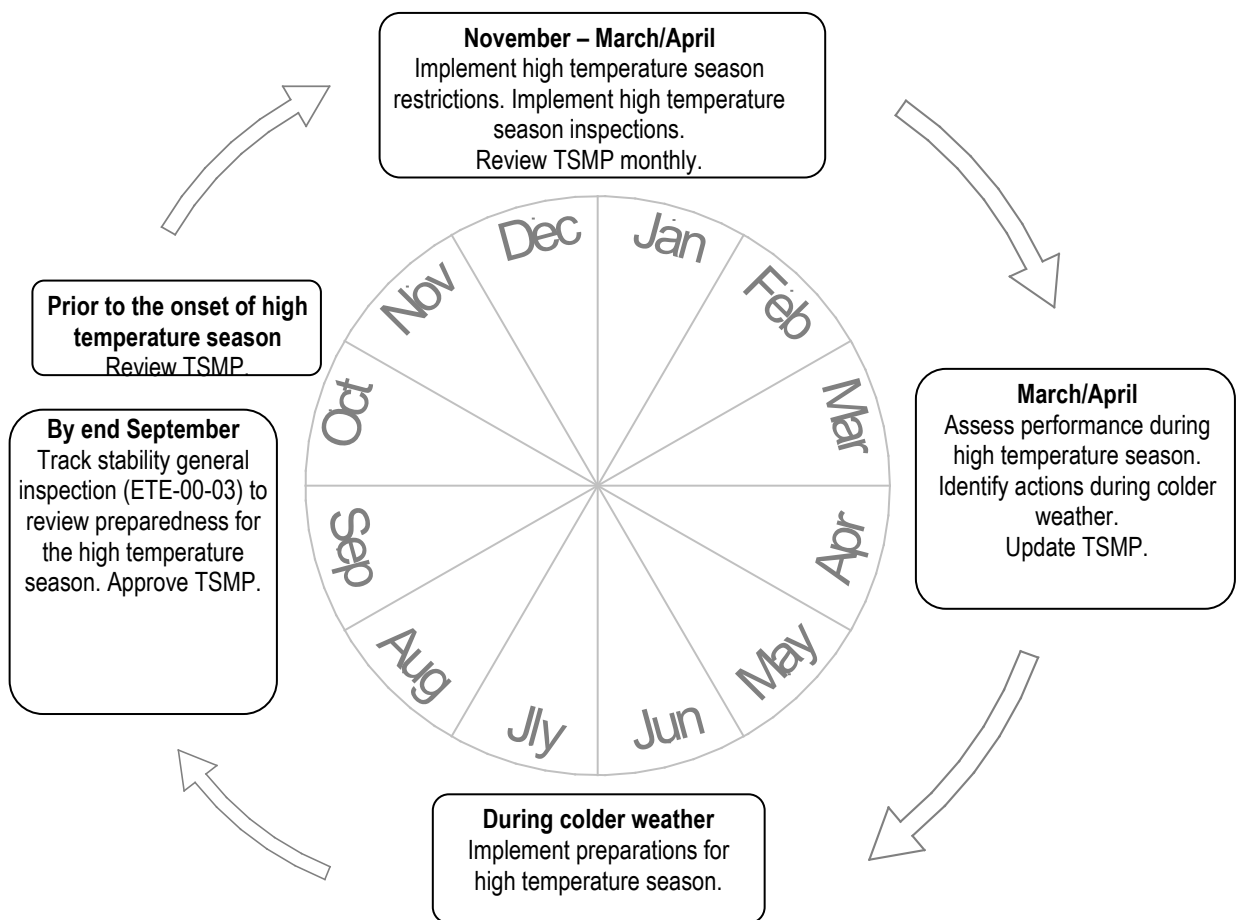 November – March/April
Implement high temperature season
restrictions. Implement high temperature
season inspections.
Review TSMP monthly.
Dec
Jan
Nov
Feb
Prior to the onset of high
temperature season
Review TSMP.
Oct
Mar
March/April
Assess performance during
high temperature season.
Identify actions during colder
weather.
Update TSMP.
By end September
Track stability general
inspection (ETE-00-03) to
review preparedness for
the high temperature
season. Approve TSMP.
Sep
Apr
Aug
May
Jly
Jun
During colder weather
Implement preparations for
high temperature season.